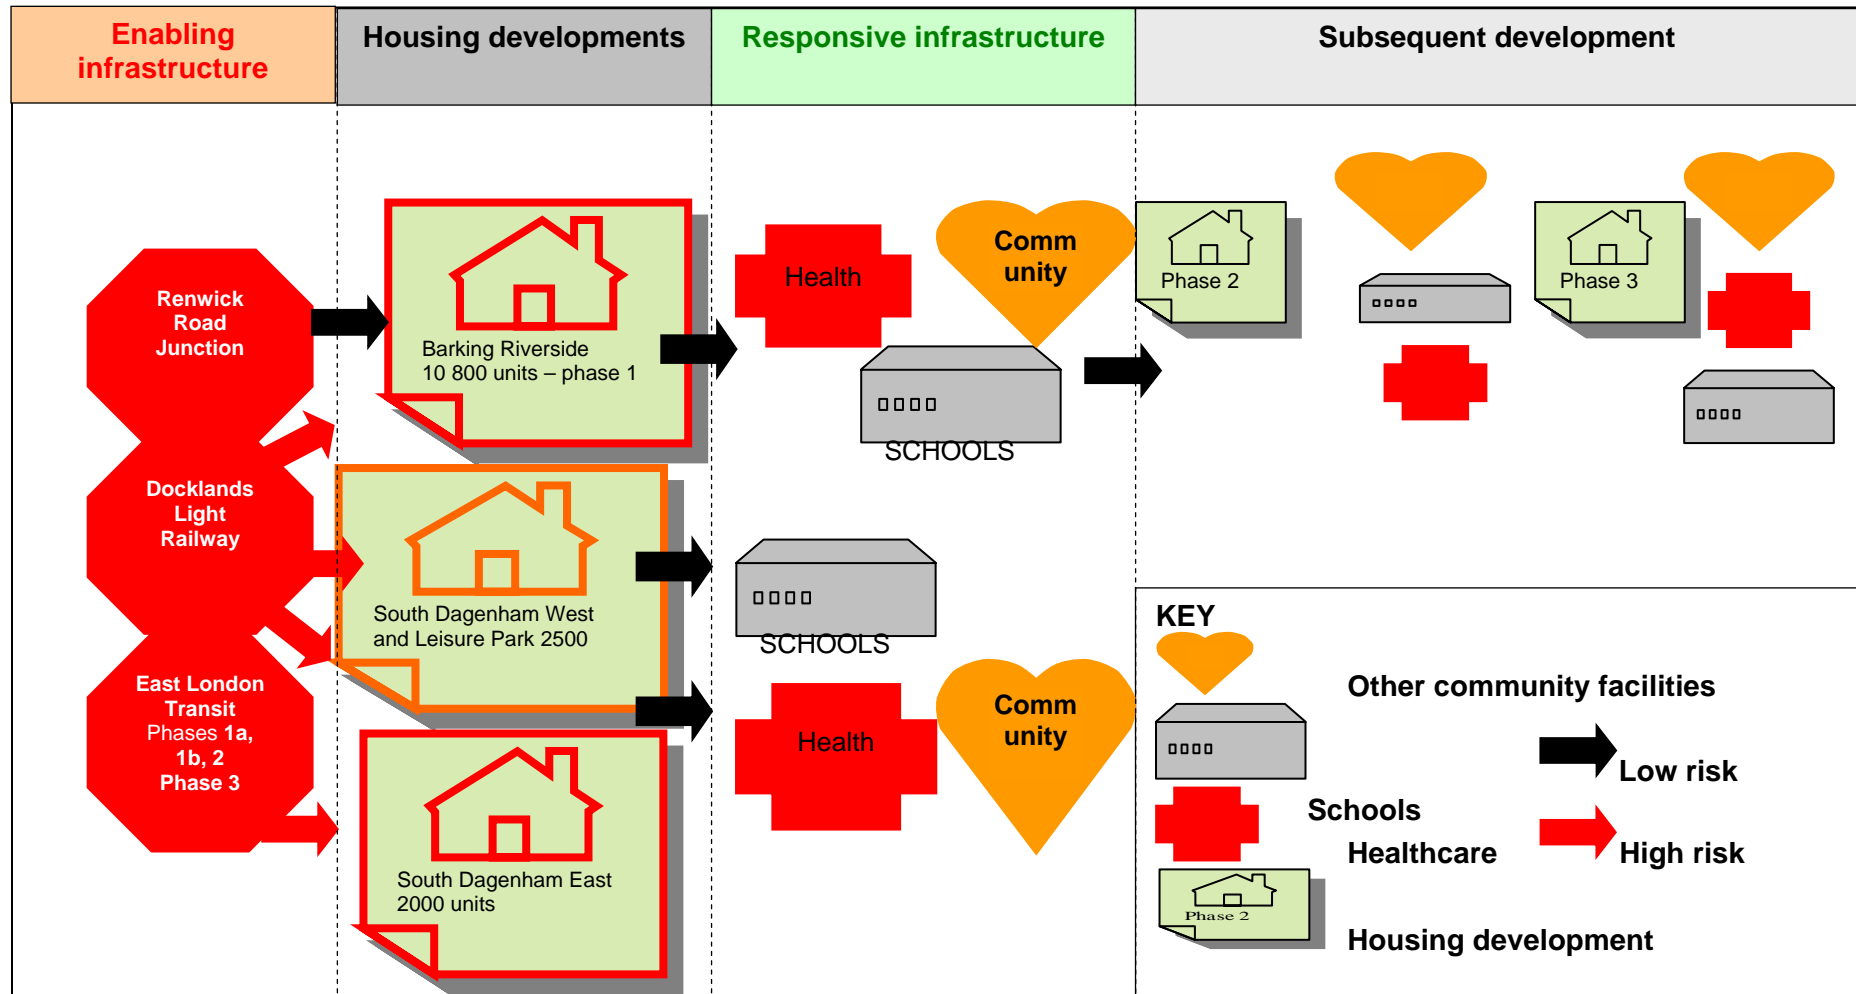 Enabling
infrastructure
Housing developments
Responsive infrastructure
Subsequent development
Renwick
Road
Junction
Docklands
Light
Railway
East London
Transit
Phases 1a,
1b, 2
Phase 3
Barking Riverside
10 800 units – phase 1
South Dagenham West
and Leisure Park 2500
South Dagenham East
2000 units
Health
Comm
unity
SCHOOLS
SCHOOLS
Health
Comm
unity
Phase 2
Phase 3
KEY
Other community facilities
Low risk
Schools
Healthcare
High risk
Phase 2
Housing development